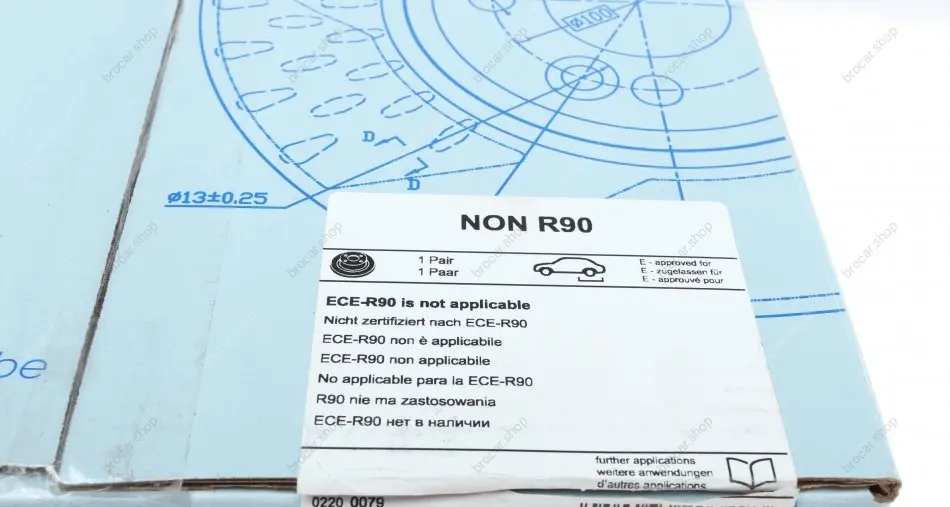 ø100
D
D
ø13±0.25
NON R90
1 Pair
1 Paar
E - approved for
E - zugelassen für
E - approuvé pour
ECE-R90 is not applicable
Nicht zertifiziert nach ECE-R90
ECE-R90 non è applicabile
ECE-R90 non applicabile
No applicable para la ECE-R90
R90 nie ma zastosowania
ECE-R90 нет в наличии
be
further applications
weitere anwendungen
d'autres applications
0220 0079
brocar.shop